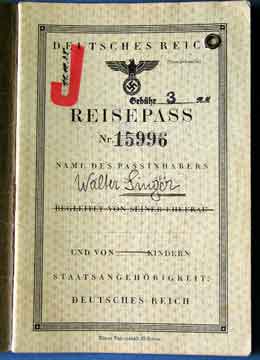 DEUTSCHES REICH
J
Gebühr 3 RM
REISEPASS
Nr. 15996
NAME DES PASSINHABERS
Walter Singer
BEGLEITET VON SEINER EHEFRAU
UND VON KINDERN
STAATSANGEHÖRIGKEIT:
DEUTSCHES REICH